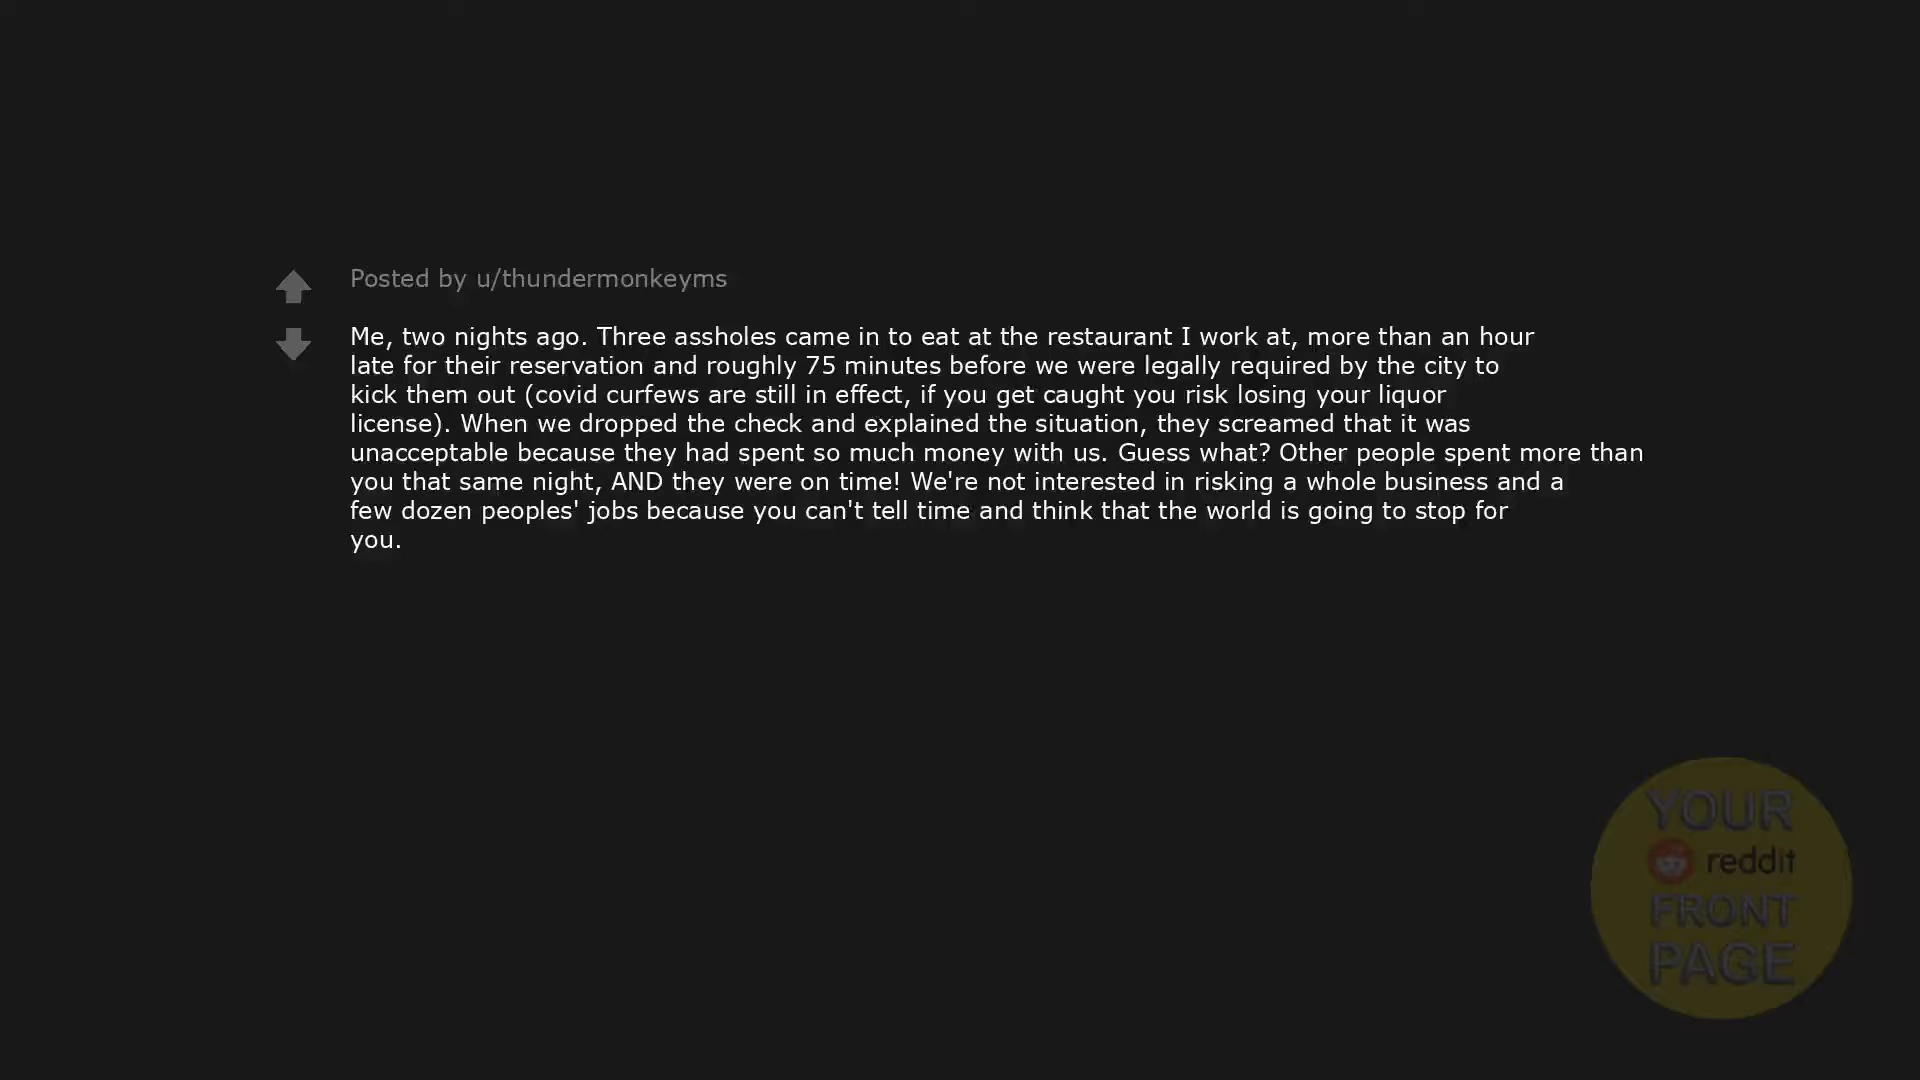 Posted by u/thundermonkeyms
Me, two nights ago. Three assholes came in to eat at the restaurant I work at, more than an hour
late for their reservation and roughly 75 minutes before we were legally required by the city to
kick them out (covid curfews are still in effect, if you get caught you risk losing your liquor
license). When we dropped the check and explained the situation, they screamed that it was
unacceptable because they had spent so much money with us. Guess what? Other people spent more than
you that same night, AND they were on time! We're not interested in risking a whole business and a
few dozen peoples' jobs because you can't tell time and think that the world is going to stop for
you.
YOUR
reddit
FRONT
PAGE